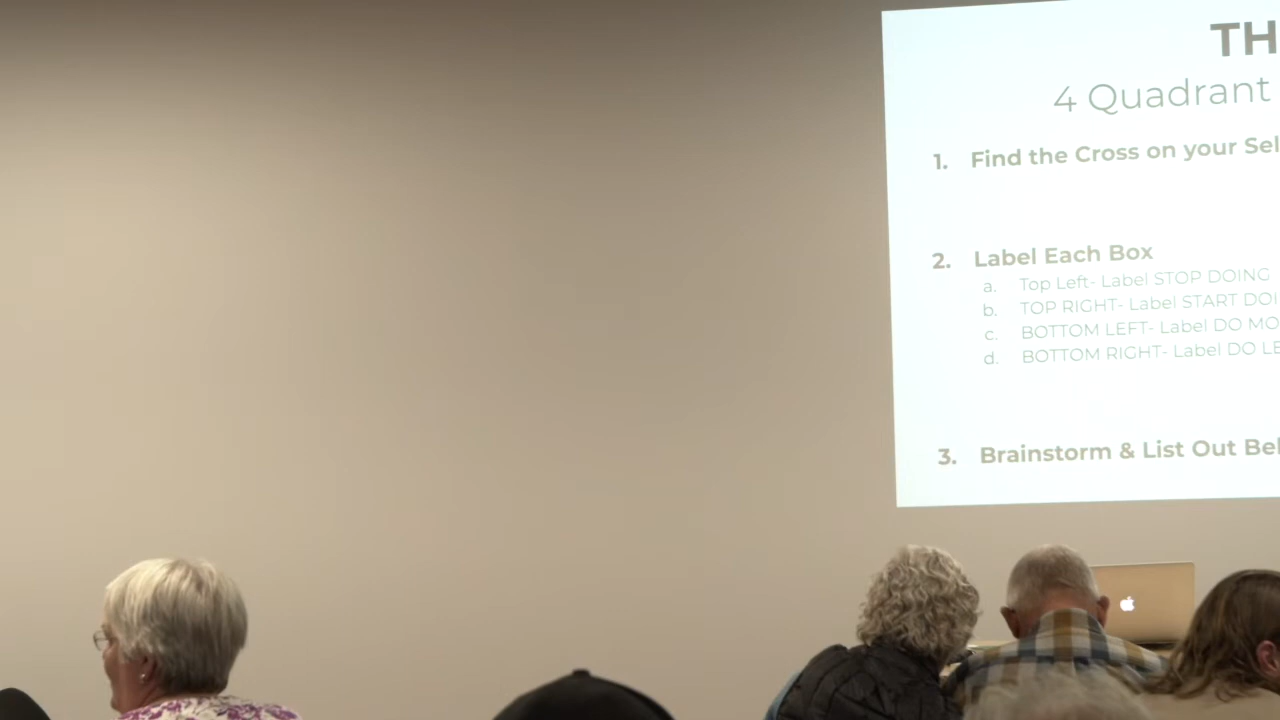 TH
4 Quadrant
1. Find the Cross on your Sel
2. Label Each Box
a. Top Left- Label STOP DOING
b. TOP RIGHT- Label START DOI
c. BOTTOM LEFT- Label DO MO
d. BOTTOM RIGHT- Label DO LE
3. Brainstorm & List Out Bel